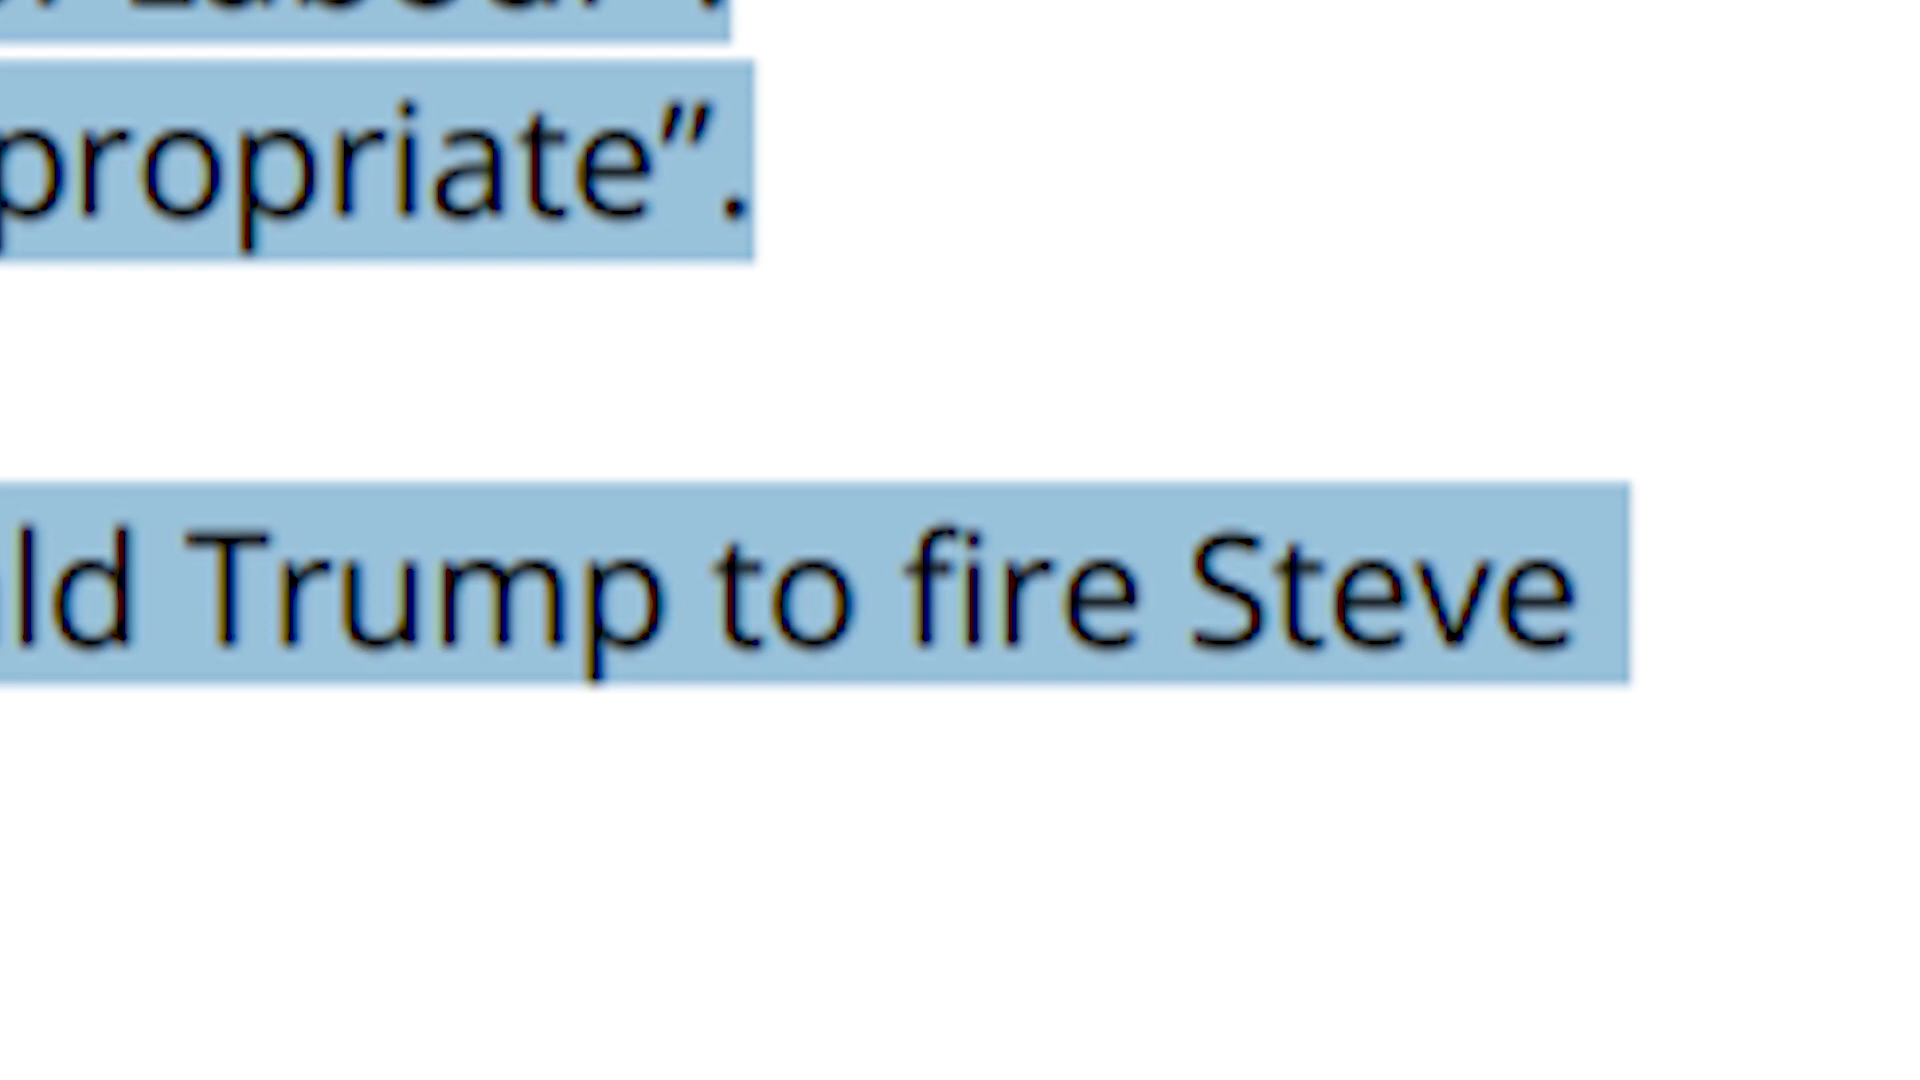 propriate”.
ld Trump to fire Steve